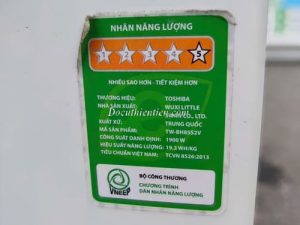 NHÃN NĂNG LƯỢNG
1 2 3 4 5
NHIỀU SAO HƠN - TIẾT KIỆM HƠN
THƯƠNG HIỆU: TOSHIBA
NHÀ SẢN XUẤT: WUXI LITTLE
CO., LTD
Docuthientien.com
XUẤT XỨ: TRUNG QUỐC
MÃ SẢN PHẨM: TW-BH85S2V
CÔNG SUẤT DANH ĐỊNH: 1900 W
HIỆU SUẤT NĂNG LƯỢNG: 19.3 WH/KG
TIÊU CHUẨN VIỆT NAM: TCVN 8526:2013
VNEEP
BỘ CÔNG THƯƠNG
CHƯƠNG TRÌNH
DÁN NHÃN NĂNG LƯỢNG